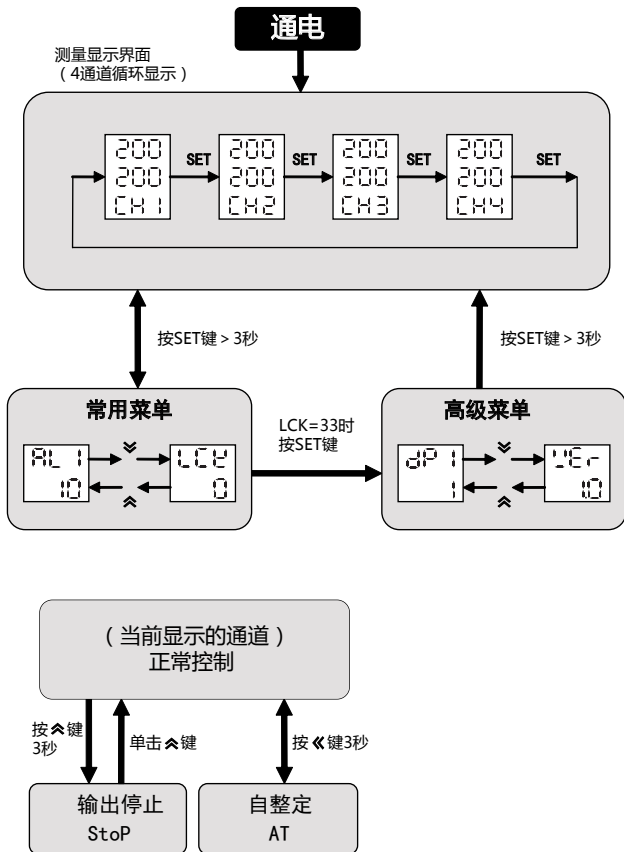 通电
测量显示界面
（4通道循环显示）
200 200 200 200
SET SET SET SET
200 200 200 200
CH1 CH2 CH3 CH4
按SET键＞3秒
按SET键＞3秒
常用菜单
AL1 LCK
10 0
LCK=33时
按SET键
高级菜单
dP1 VEr
1 1.0
（当前显示的通道）
正常控制
按键
3秒
单击键
按键3秒
输出停止
StoP
自整定
AT